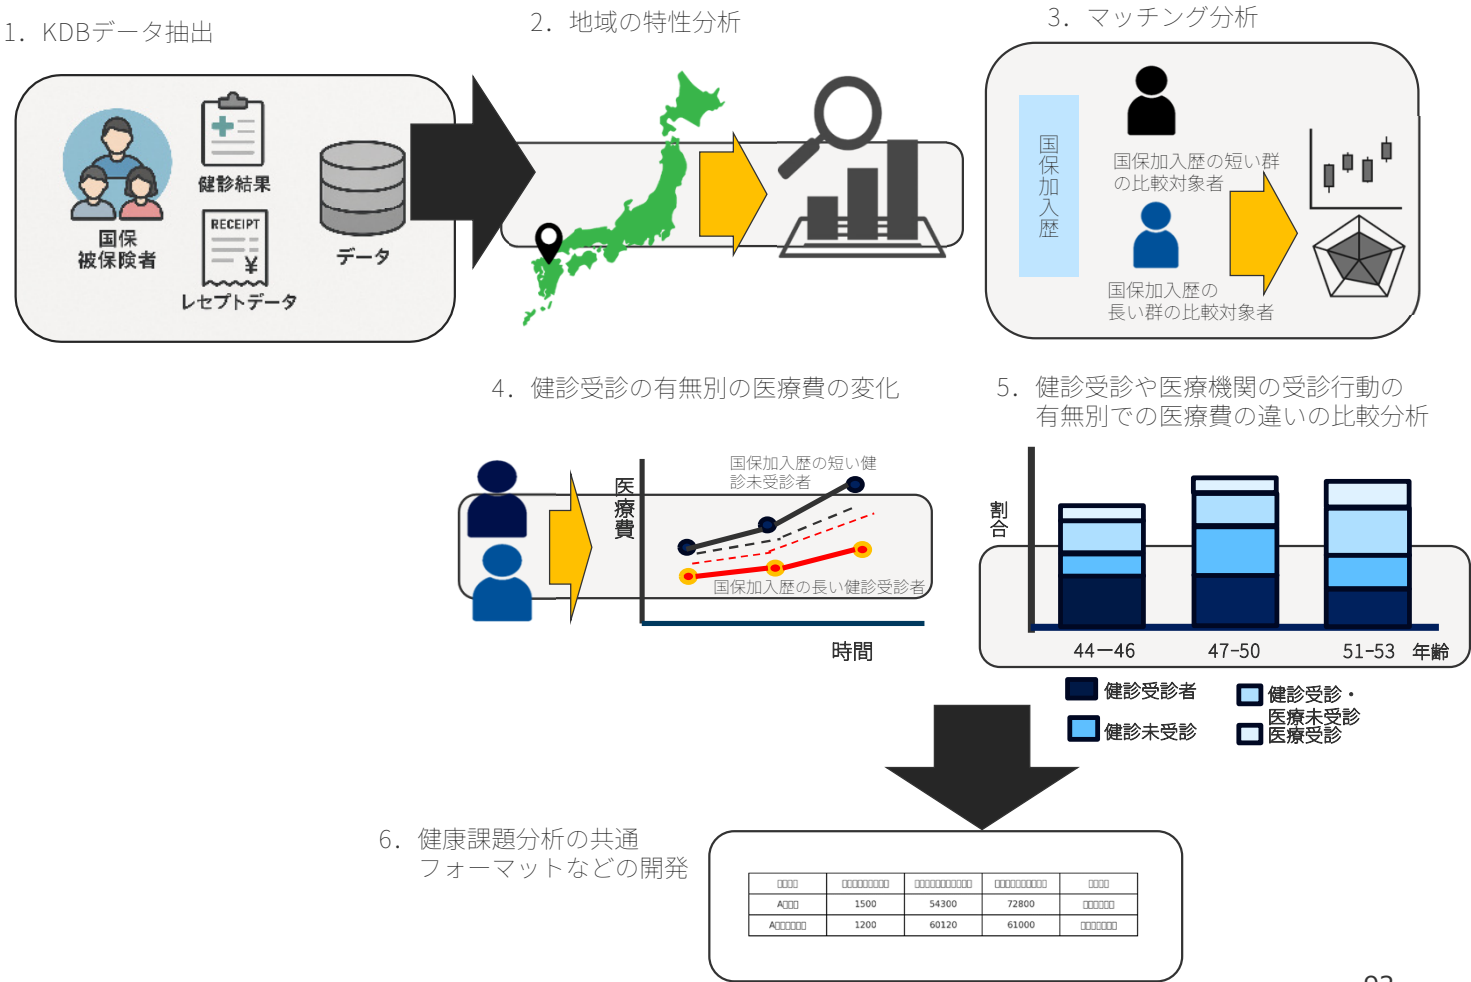 1. KDBデータ抽出
国保
被保険者
健診結果
RECEIPT
¥
レセプトデータ
データ
2. 地域の特性分析
3. マッチング分析
国保加入歴
国保加入歴の短い群
の比較対象者
国保加入歴の
長い群の比較対象者
4. 健診受診の有無別の医療費の変化
医療費
国保加入歴の短い健
診未受診者
国保加入歴の長い健診受診者
時間
5. 健診受診や医療機関の受診行動の
有無別での医療費の違いの比較分析
割合
44ー46
47-50
51-53
年齢
健診受診者
健診未受診
健診受診・
医療未受診
医療受診
6. 健康課題分析の共通
フォーマットなどの開発
A
1500
54300
72800
A
1200
60120
61000